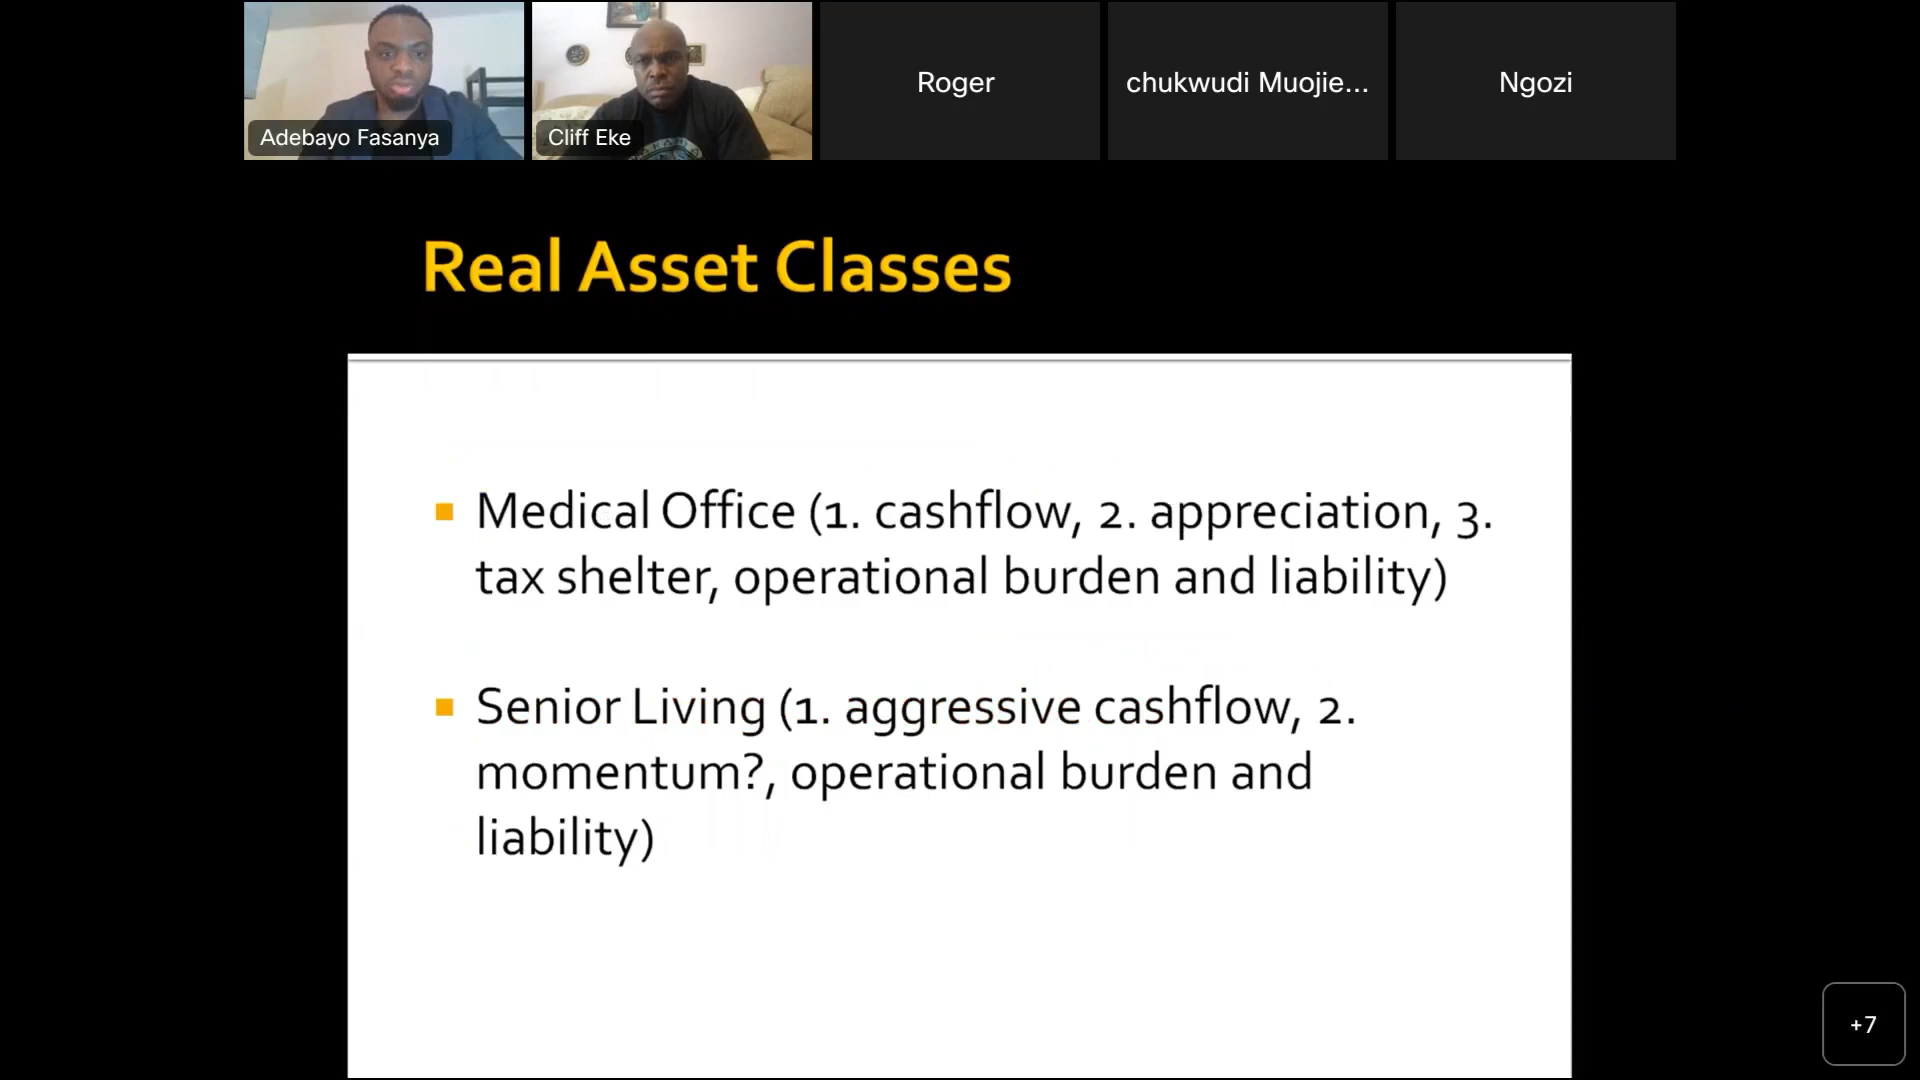 Adebayo Fasanya
Cliff Eke
Roger
chukwudi Muojie...
Ngozi
Real Asset Classes
Medical Office (1. cashflow, 2. appreciation, 3.
tax shelter, operational burden and liability)
Senior Living (1. aggressive cashflow, 2.
momentum?, operational burden and
liability)
+7